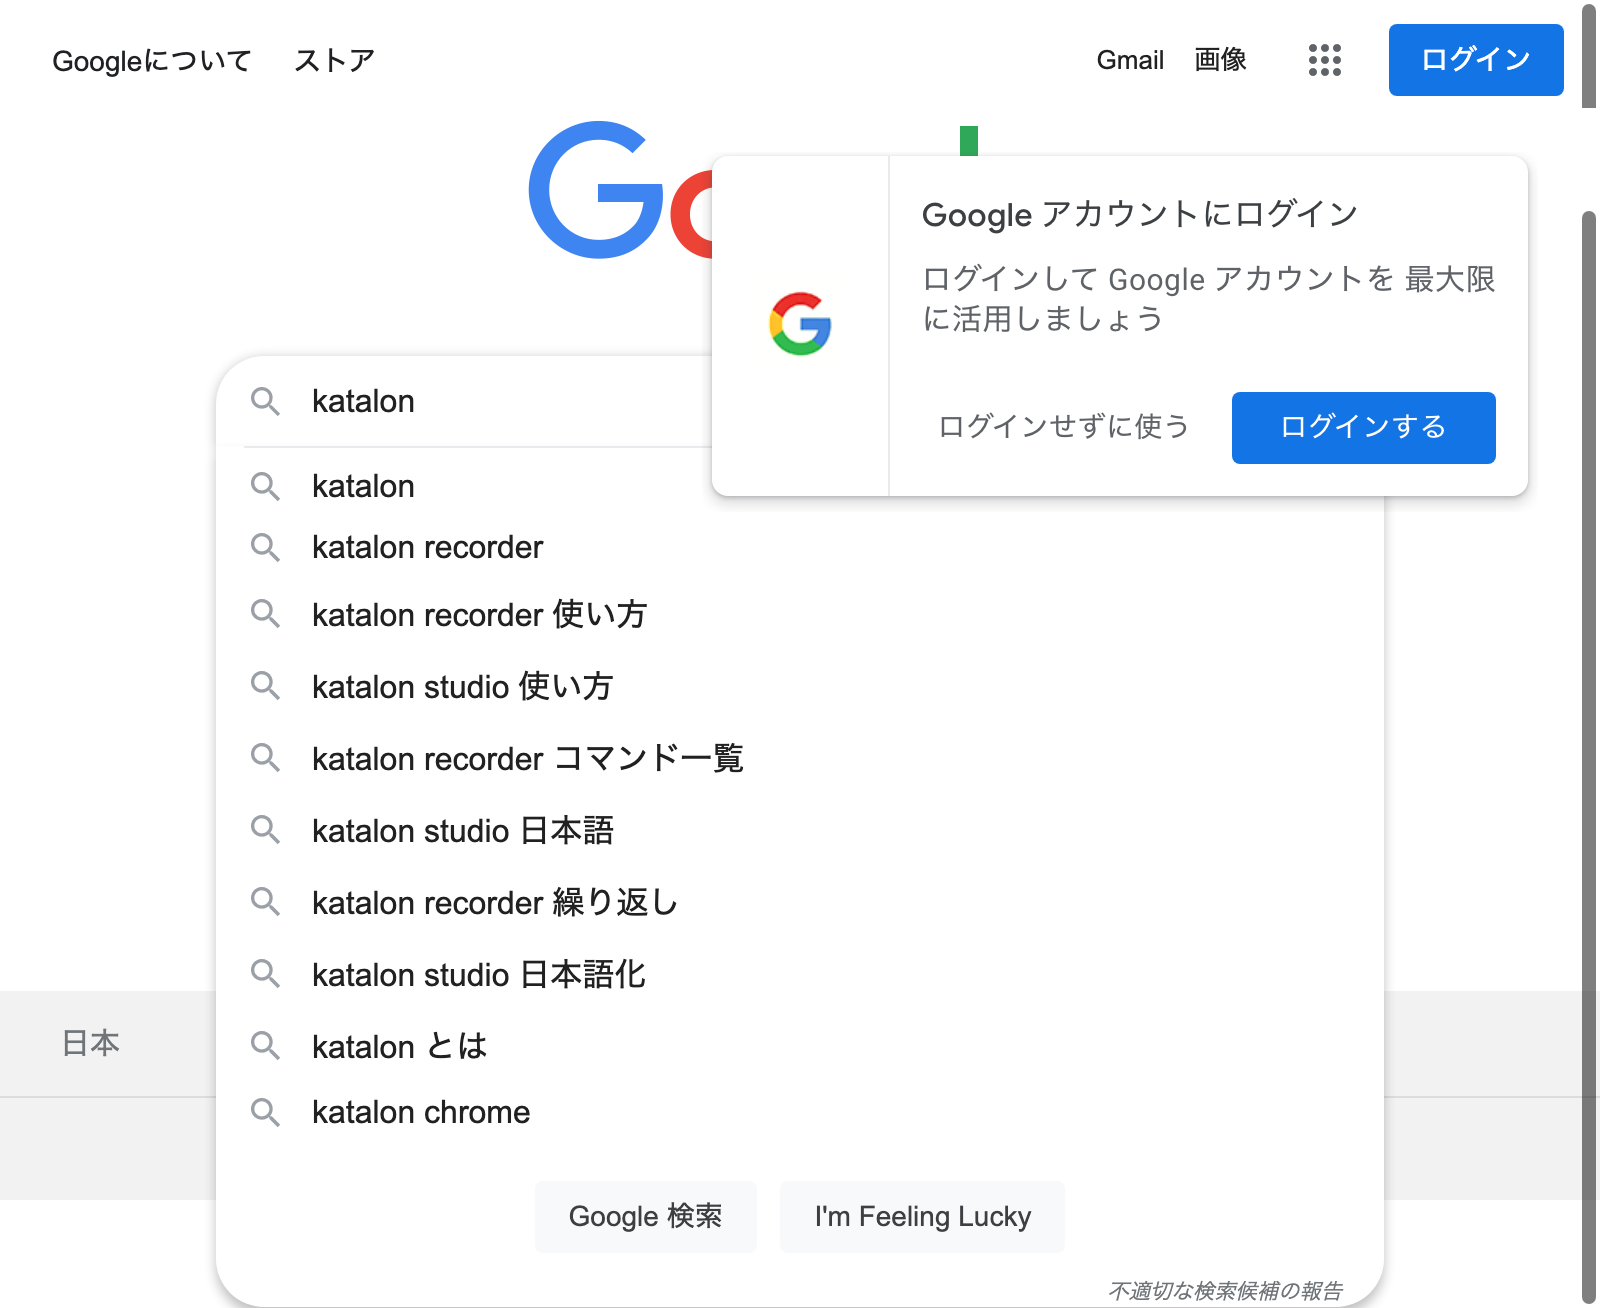 Googleについて ストア Gmail 画像 ログイン
Go
Google アカウントにログイン
ログインして Google アカウントを 最大限
に活用しましょう
ログインせずに使う ログインする
katalon
katalon
katalon recorder
katalon recorder 使い方
katalon studio 使い方
katalon recorder コマンド一覧
katalon studio 日本語
katalon recorder 繰り返し
katalon studio 日本語化
katalon とは
katalon chrome
日本
Google 検索 I'm Feeling Lucky
不適切な検索候補の報告